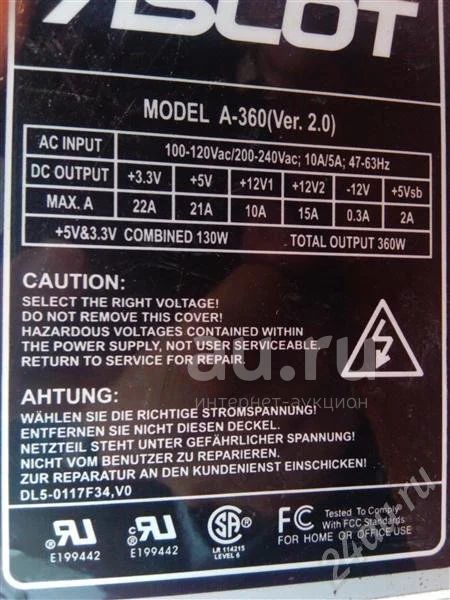 ASCOT
MODEL A-360(Ver. 2.0)
AC INPUT 100-120Vac/200-240Vac; 10A/5A; 47-63Hz
DC OUTPUT +3.3V +5V +12V1 +12V2 -12V +5Vsb
MAX. A 22A 21A 10A 15A 0.3A 2A
+5V&3.3V COMBINED 130W TOTAL OUTPUT 360W
CAUTION:
SELECT THE RIGHT VOLTAGE!
DO NOT REMOVE THIS COVER!
HAZARDOUS VOLTAGES CONTAINED WITHIN
THE POWER SUPPLY, NOT USER SERVICEABLE.
RETURN TO SERVICE FOR REPAIR.
au.ru
интернет-аукцион
AHTUNG:
WÄHLEN SIE DIE RICHTIGE STROMSPANNUNG!
ENTFERNEN SIE NICHT DIESEN DECKEL.
NETZTEIL STEHT UNTER GEFÄHRLICHER SPANNUNG!
NICHT VOM BENUTZER ZU REPARIEREN.
ZUR REPARATUR AN DEN KUNDENIENST EINSCHICKEN!
DL5-0117F34,V0
E199442
E199442
LR 114215
LEVEL 6
FC Tested To Comply
With FCC Standards
FOR HOME OR OFFICE USE
24au.ru